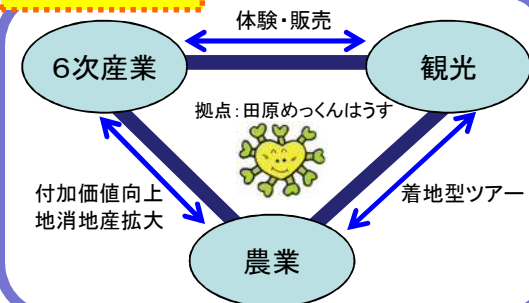 体験・販売
６次産業
観光
拠点：田原めっくんはうす
付加価値向上
地消地産拡大
着地型ツアー
農業